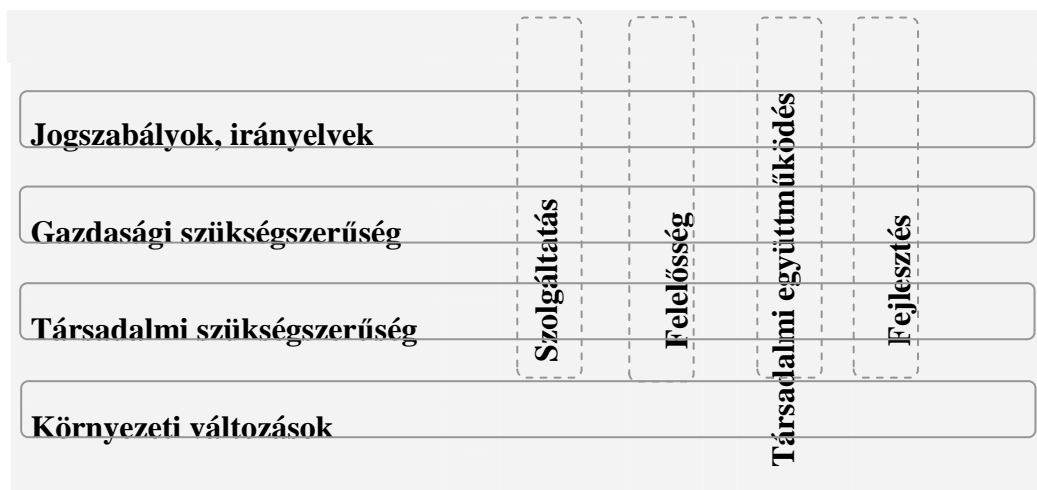 Jogszabályok, irányelvek
Gazdasági szükségszerűség
Társadalmi szükségszerűség
Környezeti változások
Szolgáltatás
Felelősség
Társadalmi együttműködés
Fejlesztés